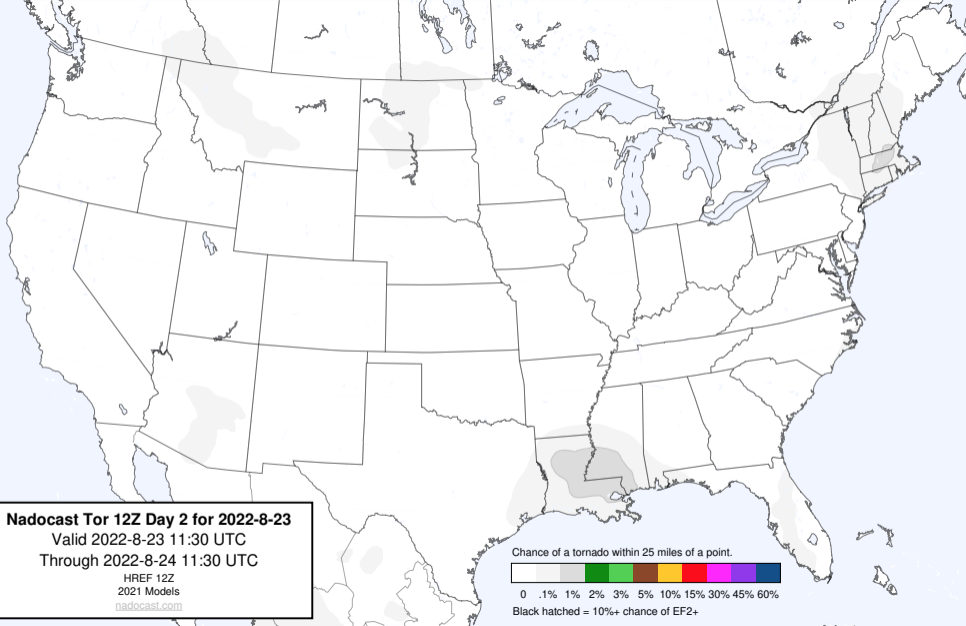 Nadocast Tor 12Z Day 2 for 2022-8-23
Valid 2022-8-23 11:30 UTC
Through 2022-8-24 11:30 UTC
HREF 12Z
2021 Models
nadocast.com
Chance of a tornado within 25 miles of a point.
0 .1% 1% 2% 3% 5% 10% 15% 30% 45% 60%
Black hatched = 10%+ chance of EF2+